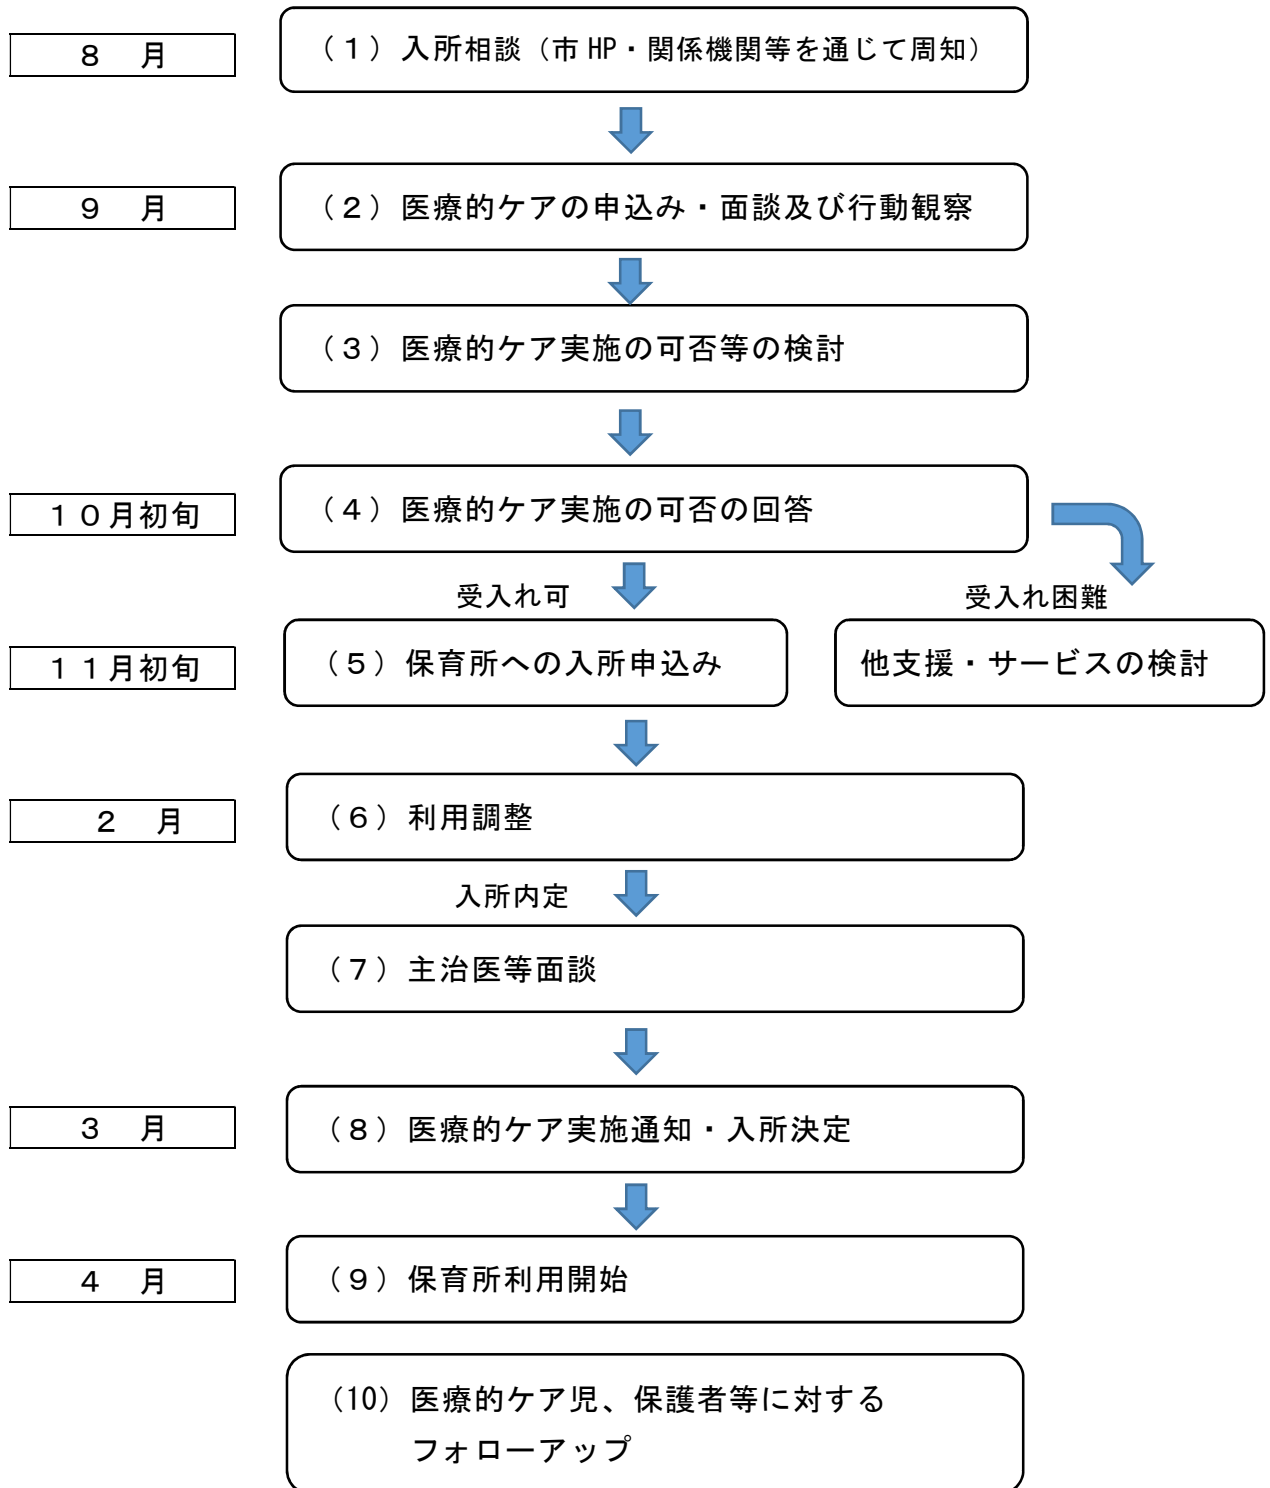 ８　月
（１）入所相談（市 HP・関係機関等を通じて周知）
９　月
（２）医療的ケアの申込み・面談及び行動観察
（３）医療的ケア実施の可否等の検討
１０月初旬
（４）医療的ケア実施の可否の回答
受入れ可
受入れ困難
１１月初旬
（５）保育所への入所申込み
他支援・サービスの検討
２　月
（６）利用調整
入所内定
（７）主治医等面談
３　月
（８）医療的ケア実施通知・入所決定
４　月
（９）保育所利用開始
（10）医療的ケア児、保護者等に対する
フォローアップ